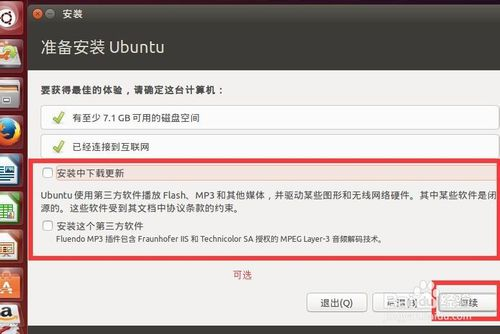 安装
准备安装 Ubuntu
要获得最佳的体验，请确定这台计算机：
有至少 7.1 GB 可用的磁盘空间
已经连接到互联网
安装中下载更新
Ubuntu 使用第三方软件播放 Flash、MP3 和其他媒体，并驱动某些图形和无线网络硬件。其中某些软件是闭
源的。这些软件受到其文档中协议条款的约束。
安装这个第三方软件
Fluendo MP3 插件包含 Fraunhofer IIS 和 Technicolor SA 授权的 MPEG Layer-3 音频解码技术。
可选
退出(Q)
继续